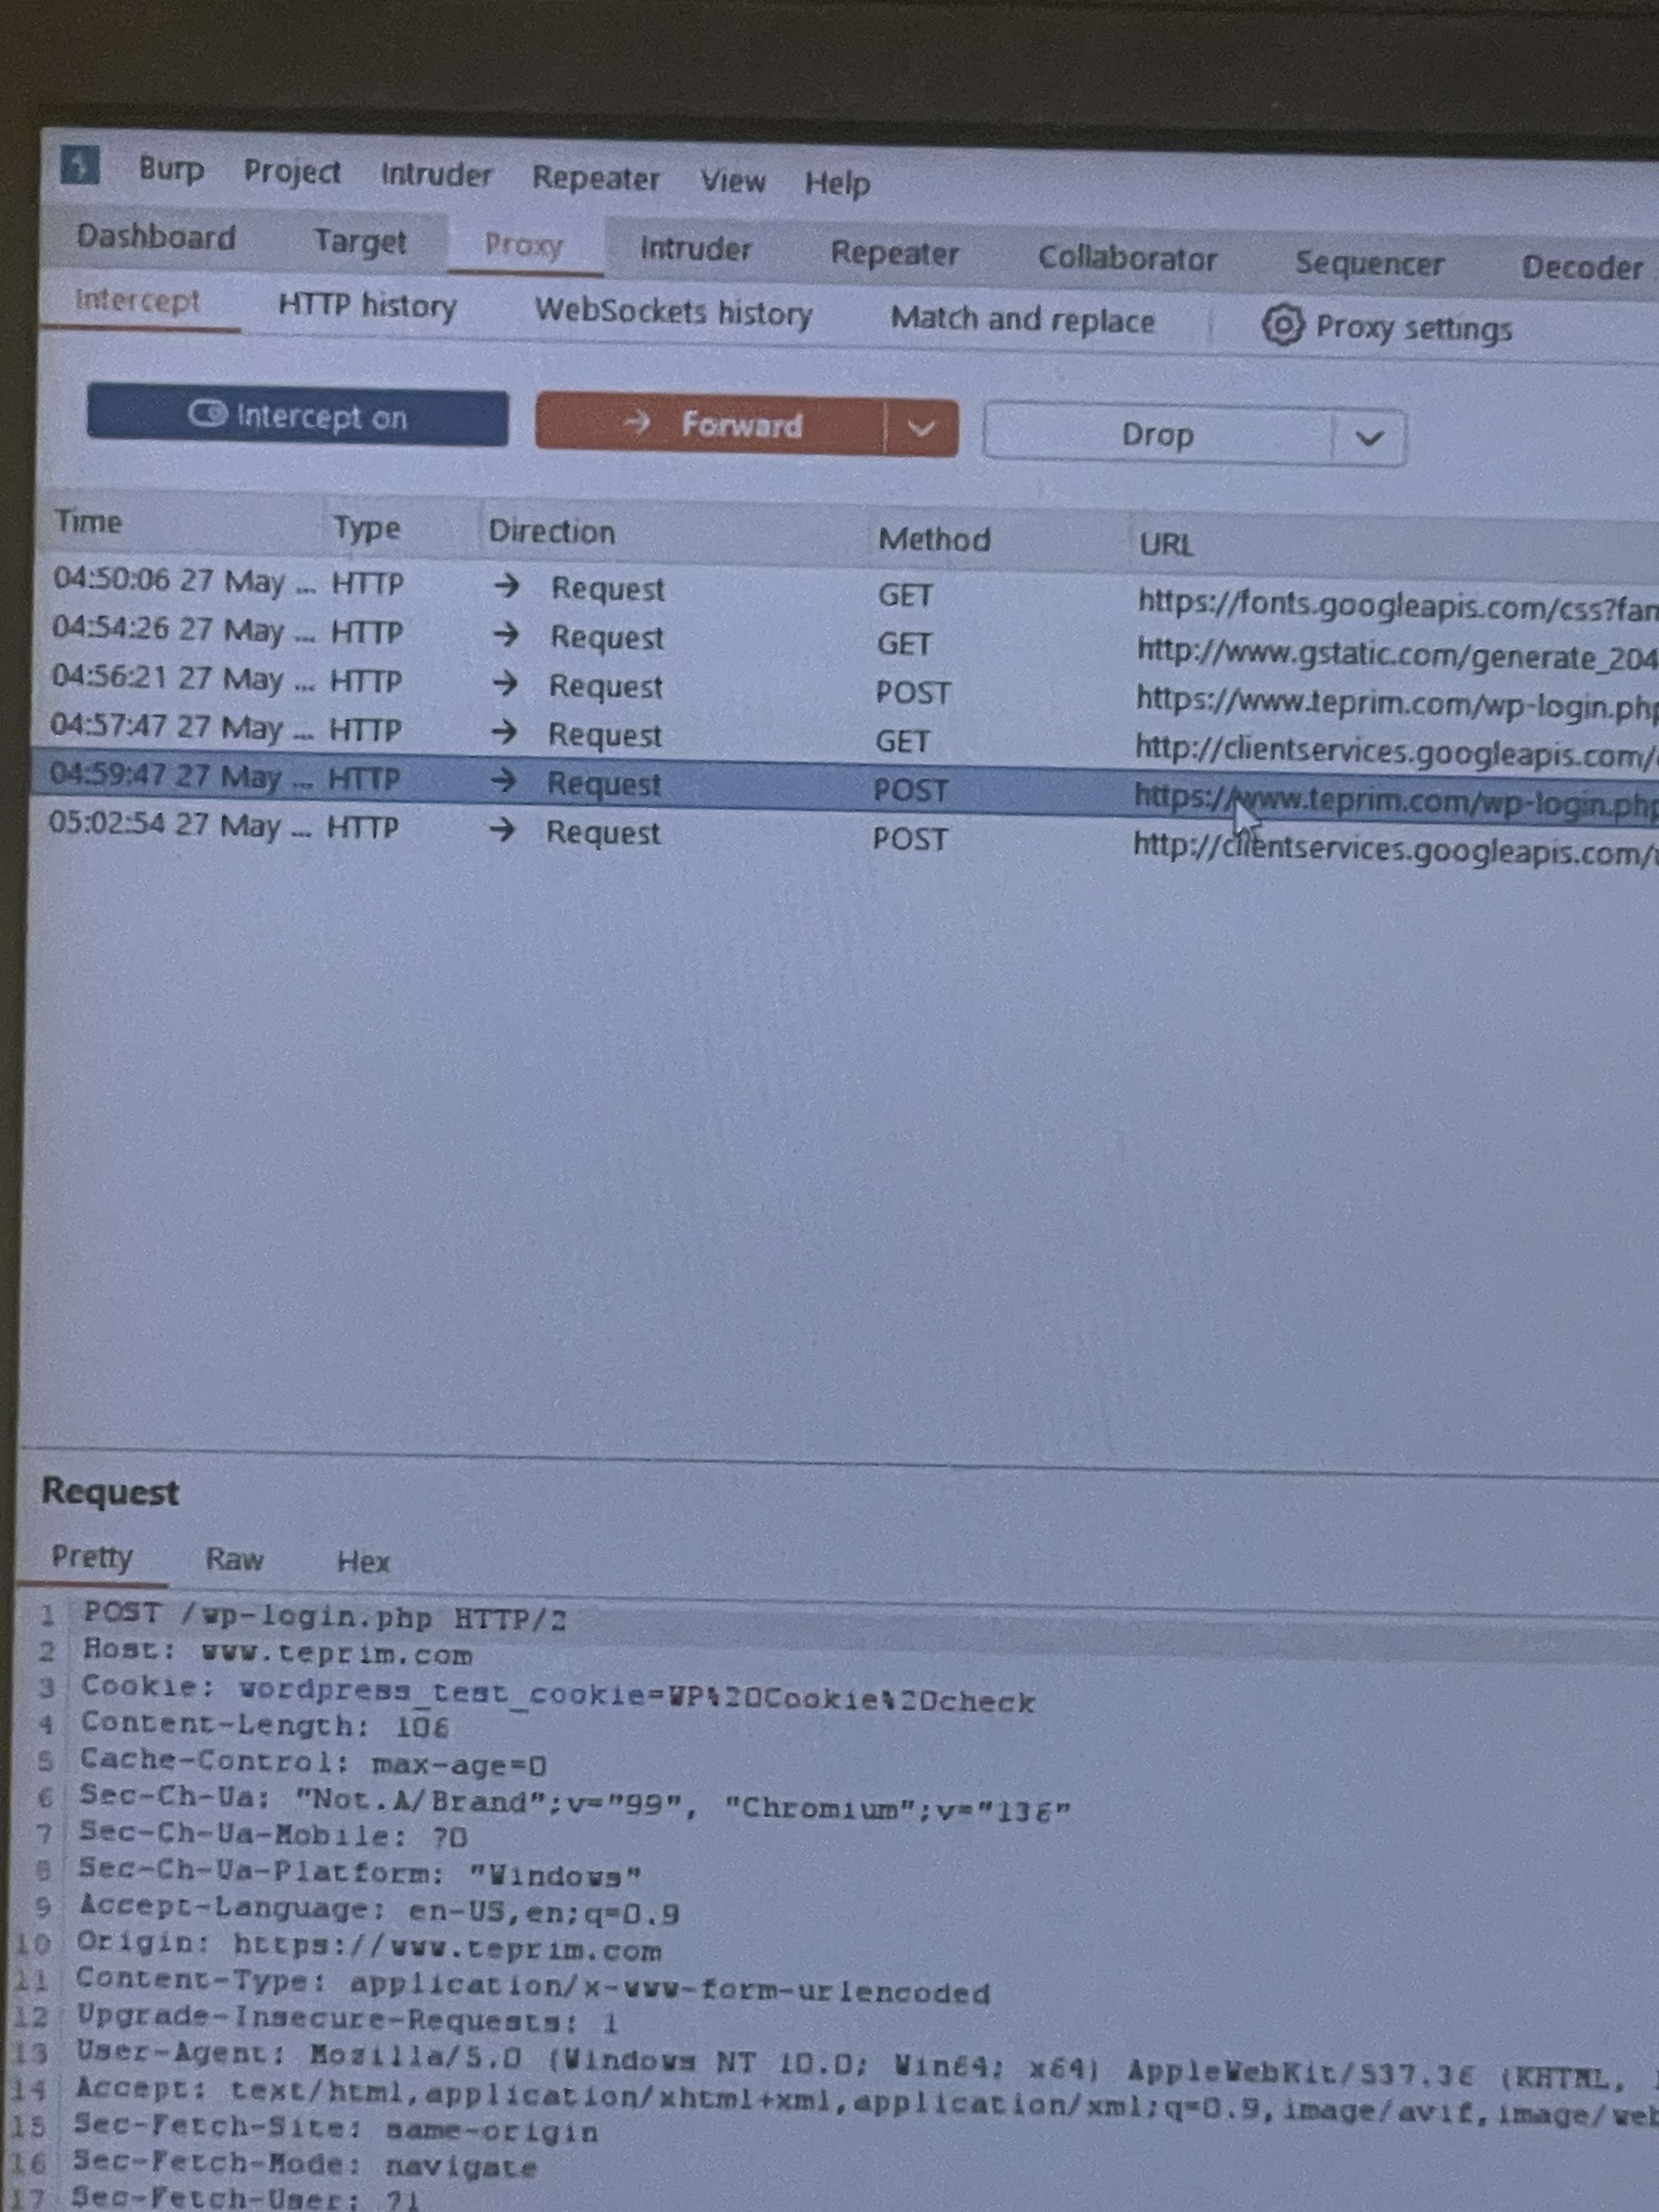 Burp Project Intruder Repeater View Help
Dashboard Target Proxy Intruder Repeater Collaborator Sequencer Decoder
Intercept HTTP history WebSockets history Match and replace Proxy settings
Intercept on → Forward Drop
Time Type Direction Method URL
04:50:06 27 May ... HTTP → Request GET https://fonts.googleapis.com/css?fam
04:54:26 27 May ... HTTP → Request GET http://www.gstatic.com/generate_204
04:56:21 27 May ... HTTP → Request POST https://www.teprim.com/wp-login.php
04:57:47 27 May ... HTTP → Request GET http://clientservices.googleapis.com/
04:59:47 27 May ... HTTP → Request POST https://www.teprim.com/wp-login.php
05:02:54 27 May ... HTTP → Request POST http://clientservices.googleapis.com/
Request
Pretty Raw Hex
1 POST /wp-login.php HTTP/2
2 Host: www.teprim.com
3 Cookie: wordpress_test_cookie=WP%20Cookie%20check
4 Content-Length: 106
5 Cache-Control: max-age=0
6 Sec-Ch-Ua: "Not.A/Brand";v="99", "Chromium";v="136"
7 Sec-Ch-Ua-Mobile: ?0
8 Sec-Ch-Ua-Platform: "Windows"
9 Accept-Language: en-US,en;q=0.9
10 Origin: https://www.teprim.com
11 Content-Type: application/x-www-form-urlencoded
12 Upgrade-Insecure-Requests: 1
13 User-Agent: Mozilla/5.0 (Windows NT 10.0; Win64; x64) AppleWebKit/537.36 (KHTML,
14 Accept: text/html,application/xhtml+xml,application/xml;q=0.9,image/avif,image/web
15 Sec-Fetch-Site: same-origin
16 Sec-Fetch-Mode: navigate
17 Sec-Fetch-User: ?1